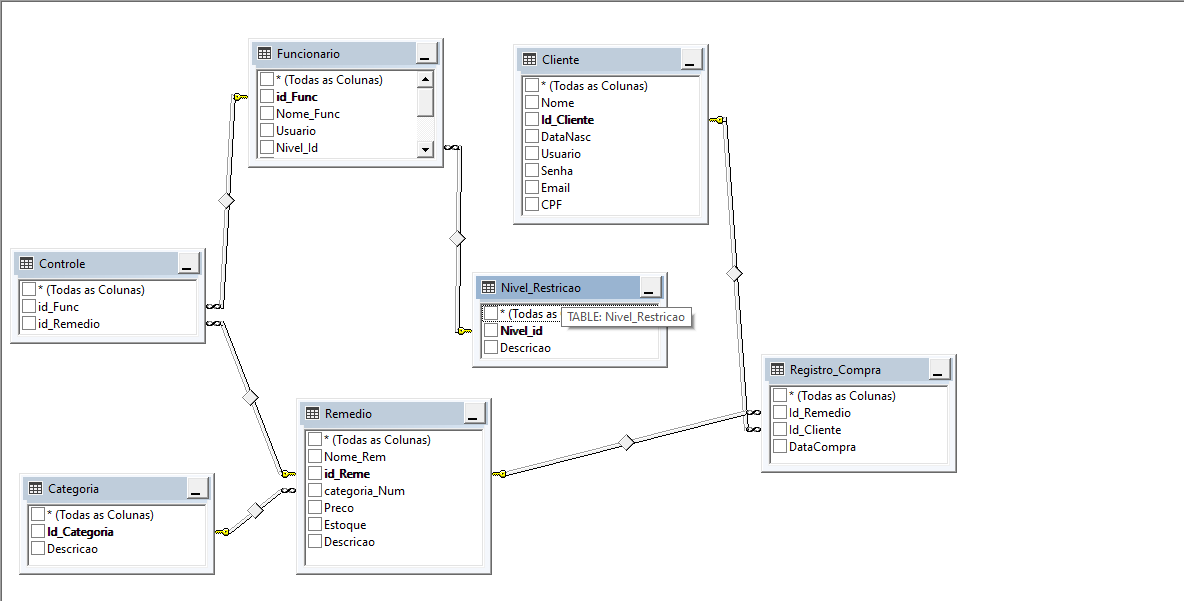 Funcionario
* (Todas as Colunas)
id_Func
Nome_Func
Usuario
Nivel_Id
Cliente
* (Todas as Colunas)
Nome
Id_Cliente
DataNasc
Usuario
Senha
Email
CPF
Controle
* (Todas as Colunas)
id_Func
id_Remedio
Nivel_Restricao
* (Todas as
TABLE: Nivel_Restricao
Nivel_id
Descricao
Registro_Compra
* (Todas as Colunas)
Id_Remedio
Id_Cliente
DataCompra
Remedio
* (Todas as Colunas)
Nome_Rem
id_Reme
categoria_Num
Preco
Estoque
Descricao
Categoria
* (Todas as Colunas)
Id_Categoria
Descricao